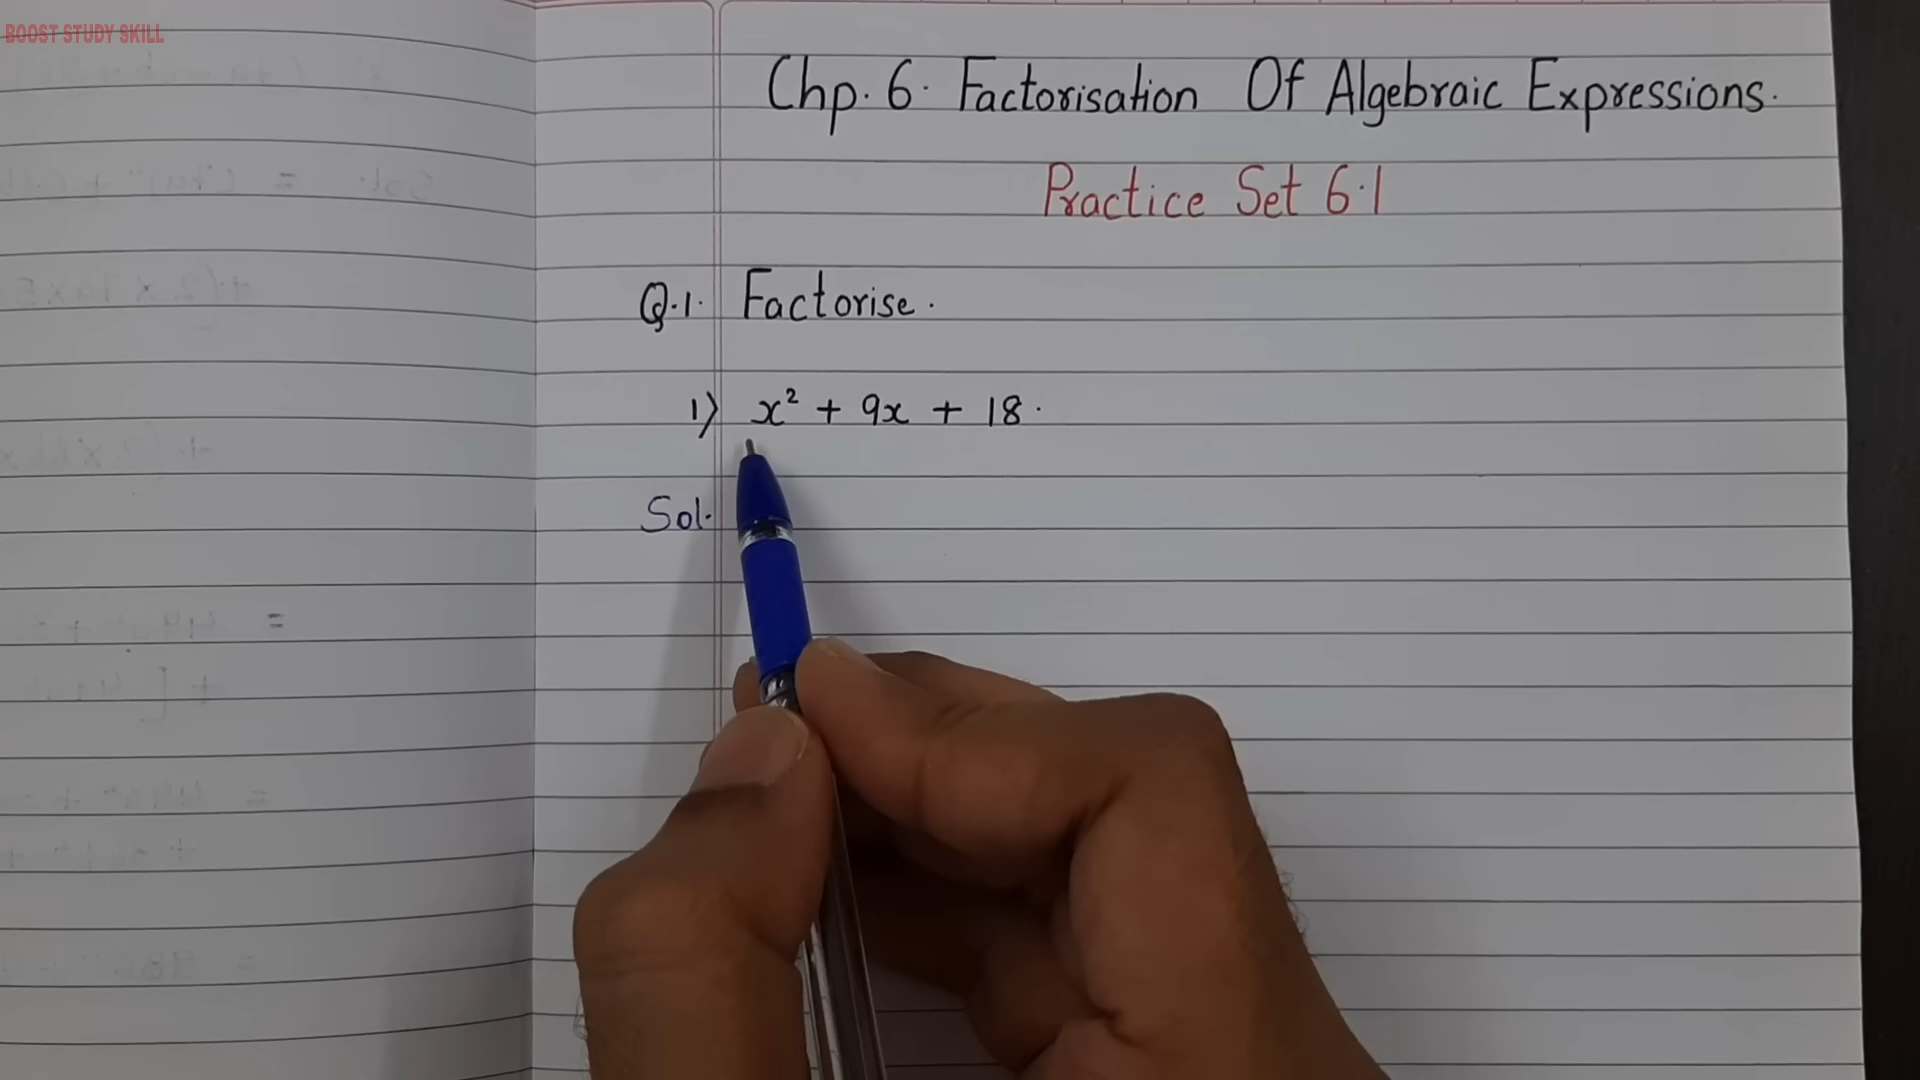 BOOST STUDY SKILL
Chp. 6. Factorisation Of Algebraic Expressions.
Practice Set 6.1
Q.1. Factorise.
1) x² + 9x + 18.
Sol.